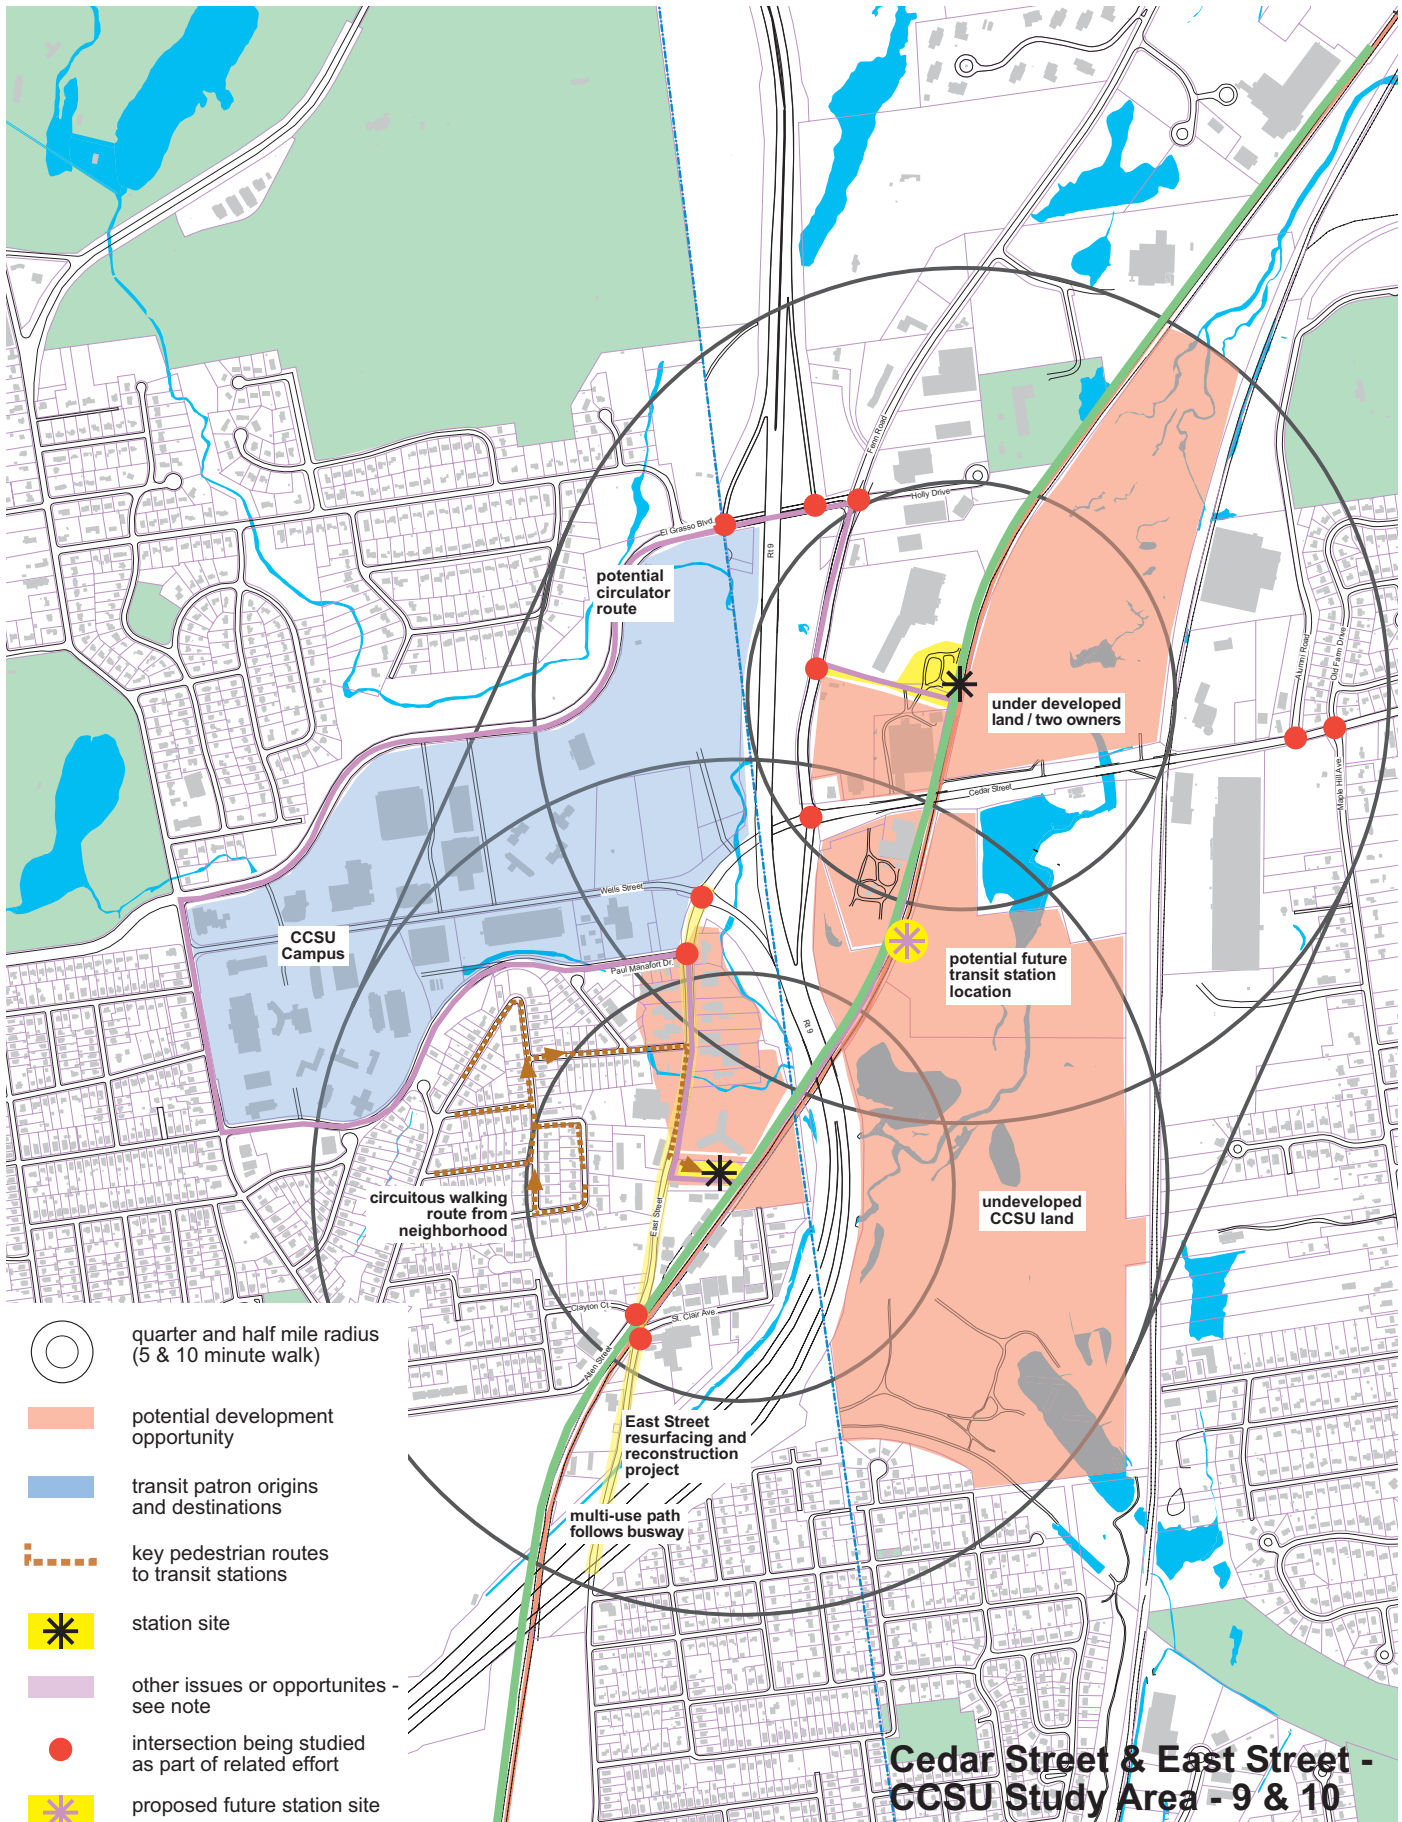 Fenn Road
Holly Drive
El Grasso Blvd.
Rt 9
potential
circulator
route
Alumni Road
Old Farm Drive
under developed
land / two owners
Maple Hill Ave.
Cedar Street
Wells Street
CCSU
Campus
Paul Manafort Dr.
potential future
transit station
location
Rt 9
circuitous walking
route from
neighborhood
undeveloped
CCSU land
East Street
Clayton Ct.
St. Clair Ave.
Allen Street
East Street
resurfacing and
reconstruction
project
multi-use path
follows busway
quarter and half mile radius
(5 & 10 minute walk)
potential development
opportunity
transit patron origins
and destinations
key pedestrian routes
to transit stations
station site
other issues or opportunites -
see note
intersection being studied
as part of related effort
proposed future station site
Cedar Street & East Street -
CCSU Study Area - 9 & 10